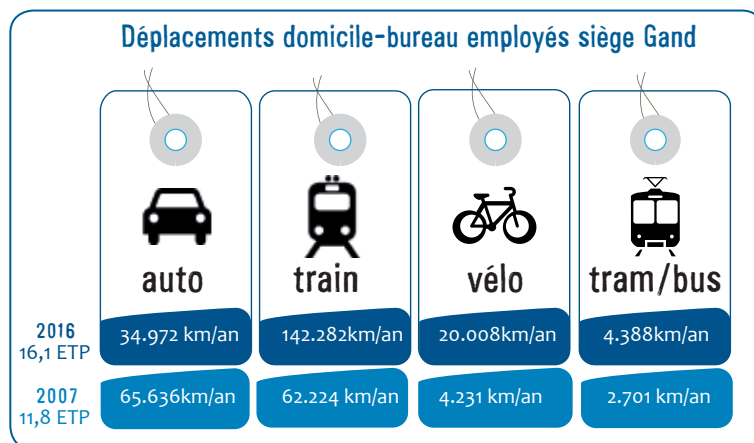 Déplacements domicile-bureau employés siège Gand
auto train vélo tram/bus
2016 34.972 km/an 142.282km/an 20.008km/an 4.388km/an
16,1 ETP
2007 65.636km/an 62.224 km/an 4.231 km/an 2.701 km/an
11,8 ETP